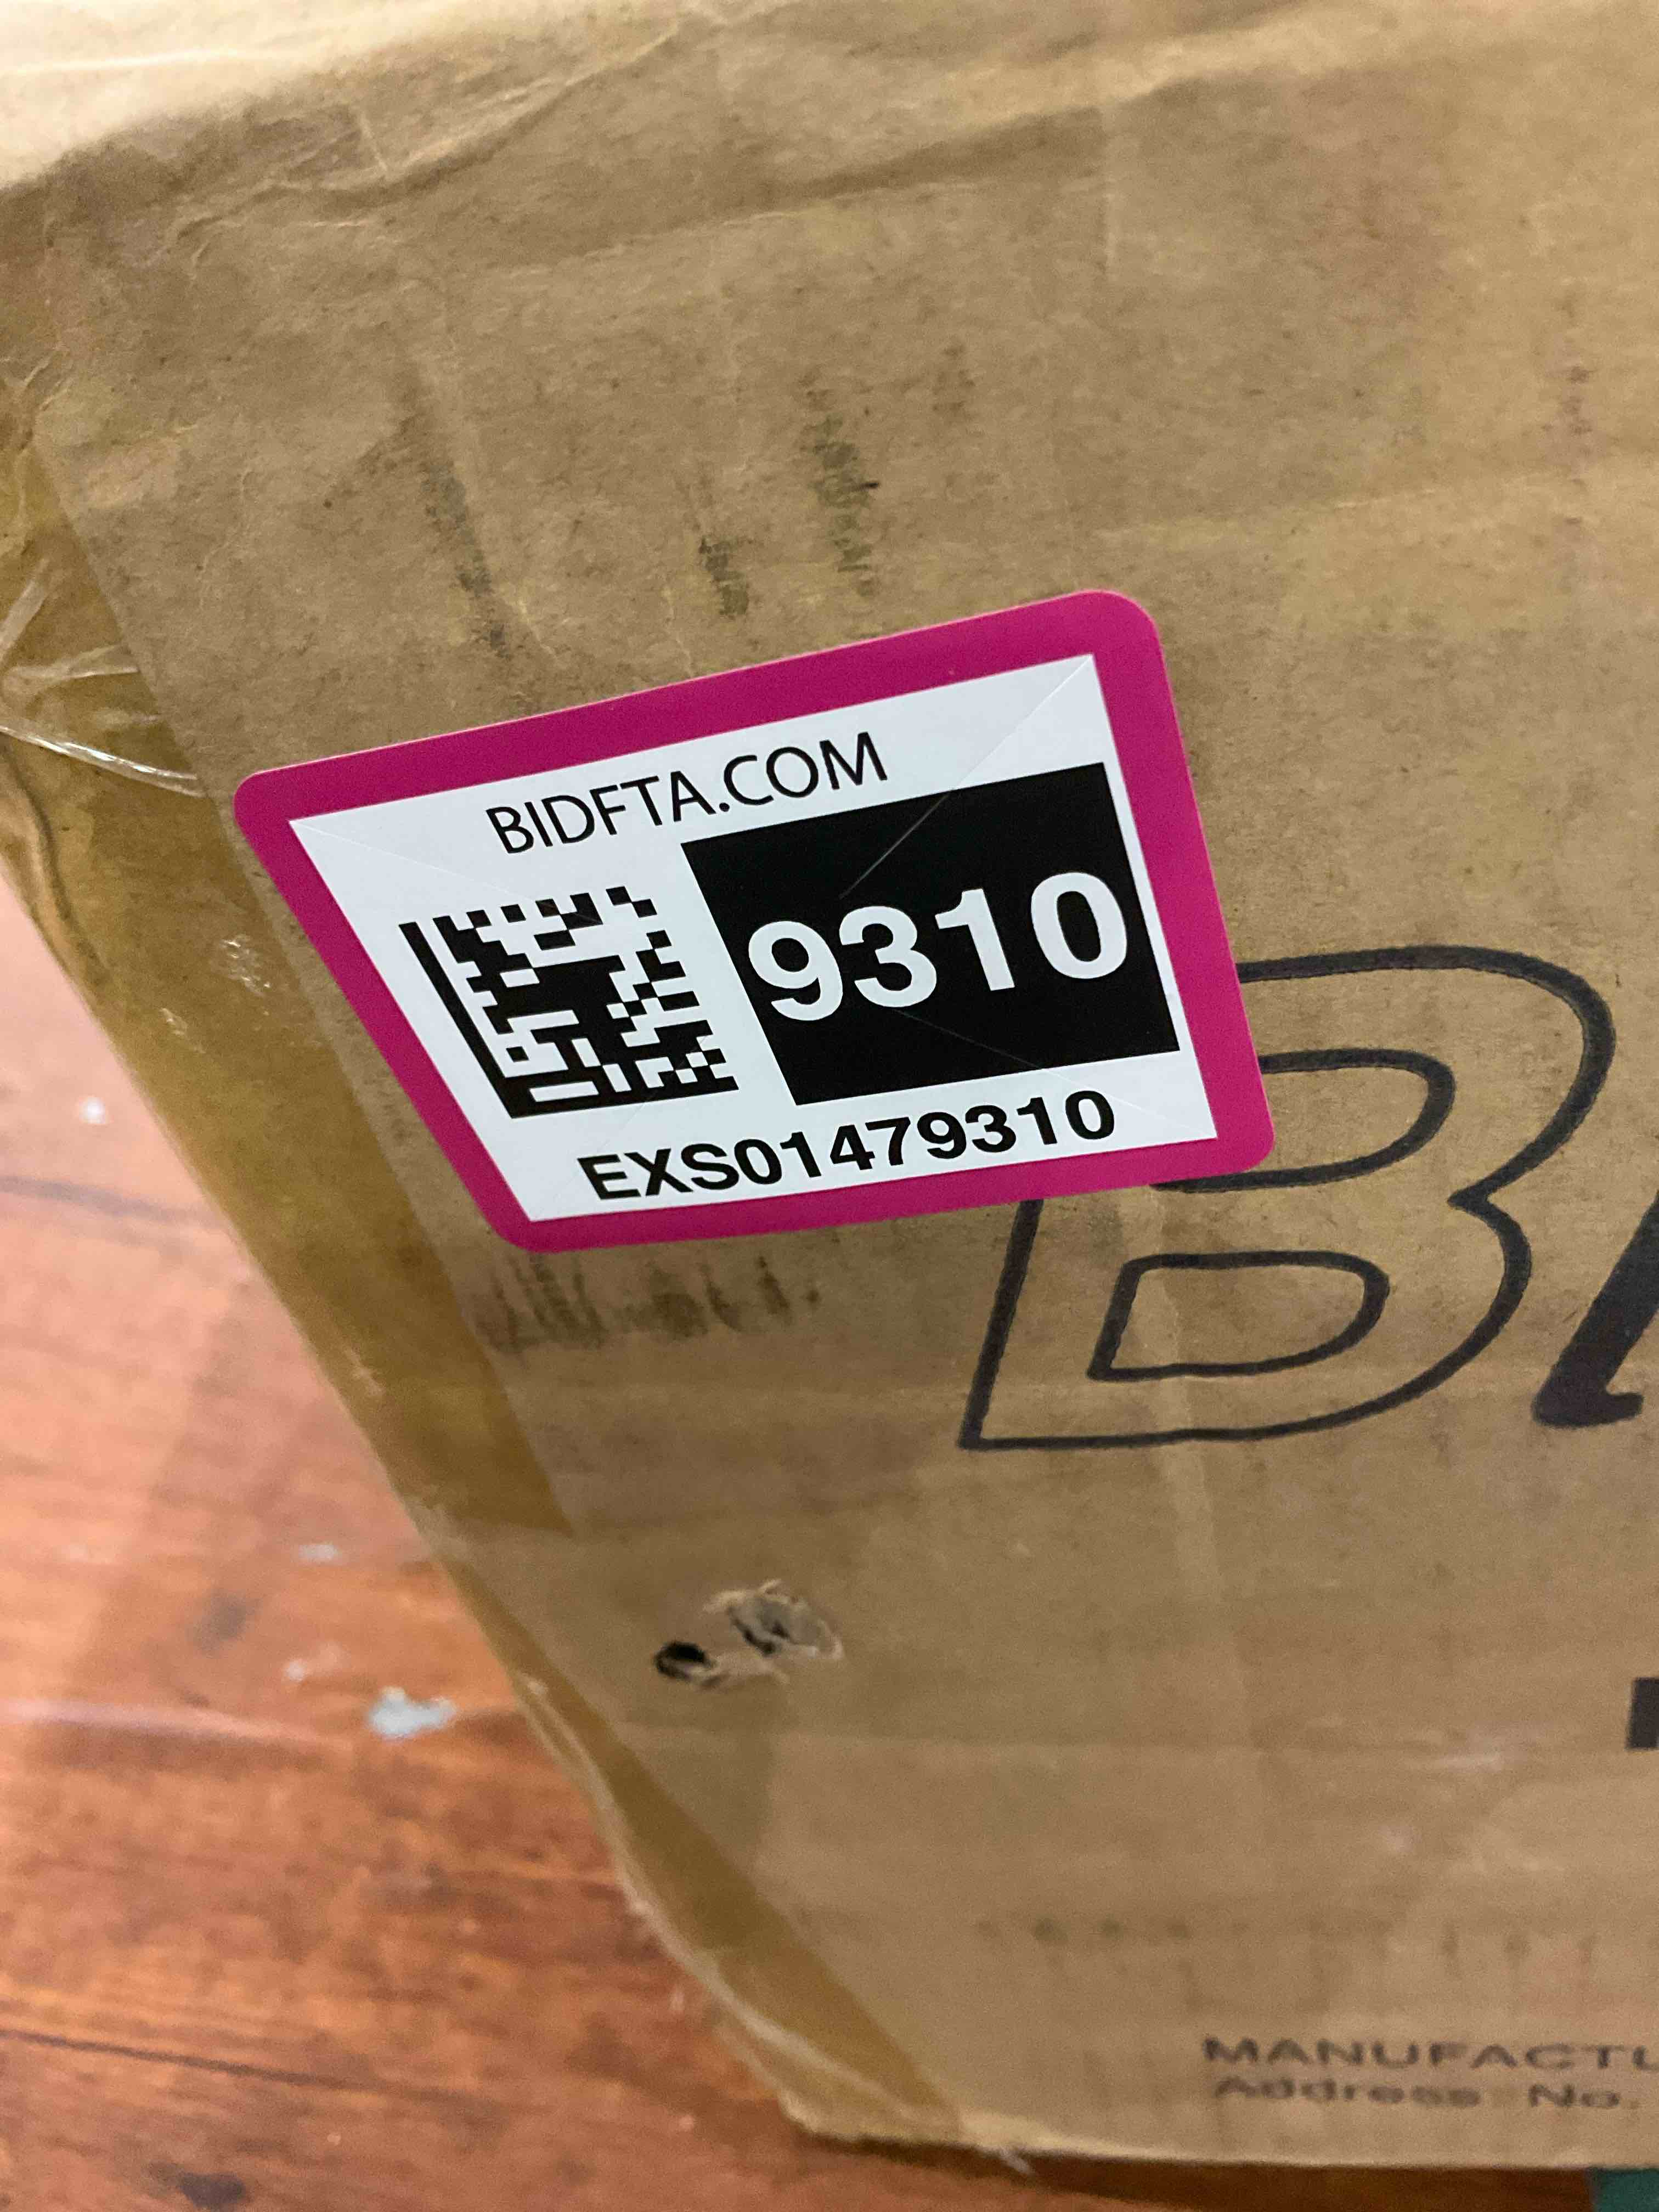 BIDFTA.COM
9310
EXS01479310
MANUFACTU
Address No.